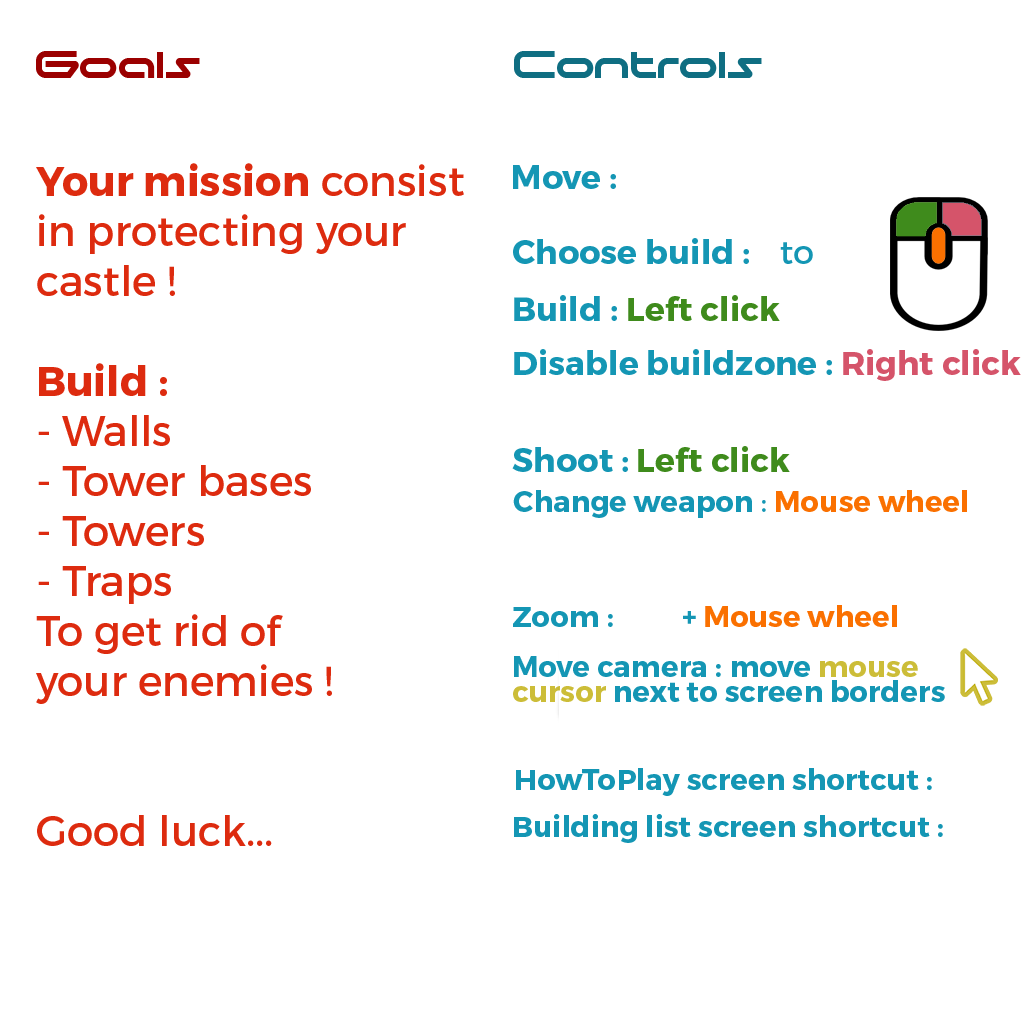 Goals
Your mission consist
in protecting your
castle !
Build :
- Walls
- Tower bases
- Towers
- Traps
To get rid of
your enemies !
Good luck...
Controls
Move :
Choose build : to
Build : Left click
Disable buildzone : Right click
Shoot : Left click
Change weapon : Mouse wheel
Zoom : + Mouse wheel
Move camera : move mouse
cursor next to screen borders
HowToPlay screen shortcut :
Building list screen shortcut :